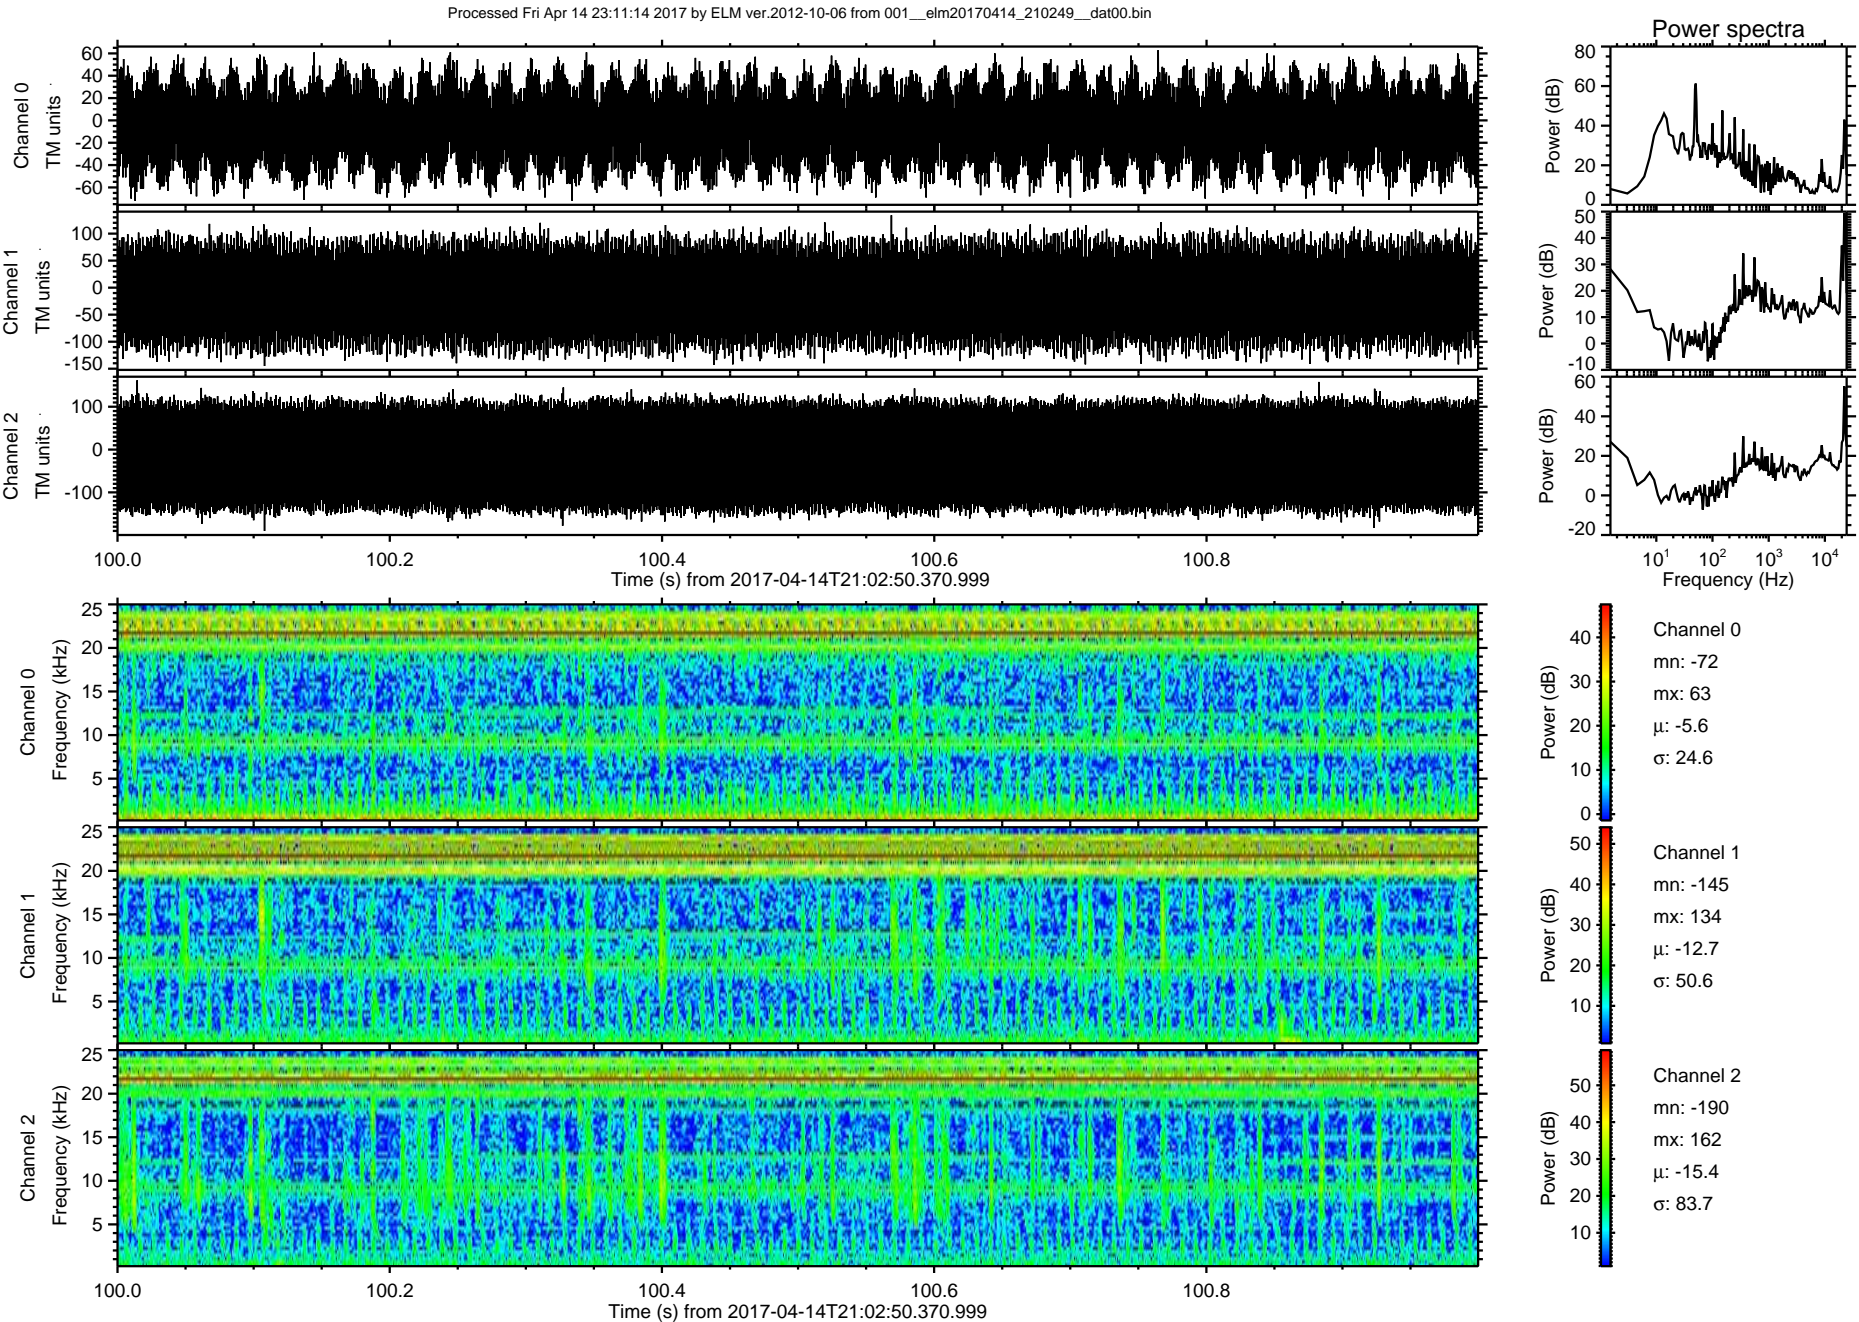 Processed Fri Apr 14 23:11:14 2017 by ELM ver.2012-10-06 from 001__elm20170414_210249__dat00.bin
Power spectra
Channel 0
TM units
60
40
20
0
-20
-40
-60
Power (dB)
80
60
40
20
0
Channel 1
TM units
100
50
0
-50
-100
-150
Power (dB)
50
40
30
20
10
0
-10
Channel 2
TM units
100
0
-100
Power (dB)
60
40
20
0
-20
100.0 100.2 100.4 100.6 100.8
Time (s) from 2017-04-14T21:02:50.370.999
10^1 10^2 10^3 10^4
Frequency (Hz)
Channel 0
Frequency (kHz)
25
20
15
10
5
Power (dB)
40
30
20
10
0
Channel 0
mn: -72
mx: 63
µ: -5.6
σ: 24.6
Channel 1
Frequency (kHz)
25
20
15
10
5
Power (dB)
50
40
30
20
10
Channel 1
mn: -145
mx: 134
µ: -12.7
σ: 50.6
Channel 2
Frequency (kHz)
25
20
15
10
5
Power (dB)
50
40
30
20
10
Channel 2
mn: -190
mx: 162
µ: -15.4
σ: 83.7
100.0 100.2 100.4 100.6 100.8
Time (s) from 2017-04-14T21:02:50.370.999